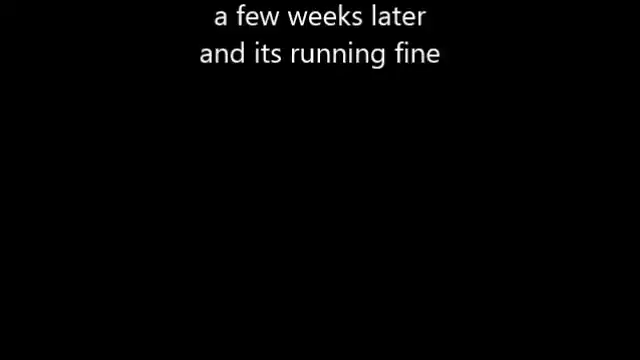 a few weeks later
and its running fine